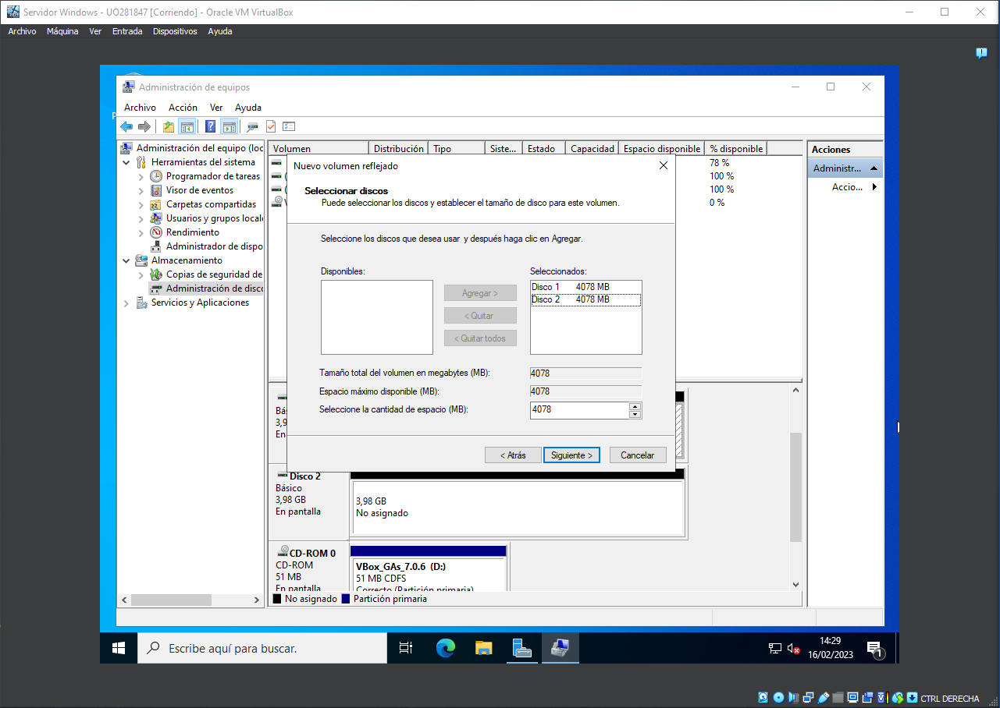 Servidor Windows - UO281847 [Corriendo] - Oracle VM VirtualBox
Archivo Máquina Ver Entrada Dispositivos Ayuda
Administración de equipos
Archivo Acción Ver Ayuda
Administración del equipo (loc
Herramientas del sistema
Programador de tareas
Visor de eventos
Carpetas compartidas
Usuarios y grupos local
Rendimiento
Administrador de dispo
Almacenamiento
Copias de seguridad de
Administración de disc
Servicios y Aplicaciones
Volumen Distribución Tipo Siste... Estado Capacidad Espacio disponible % disponible
78 %
100 %
100 %
0 %
Acciones
Administr...
Accio...
Nuevo volumen reflejado
Seleccionar discos
Puede seleccionar los discos y establecer el tamaño de disco para este volumen.
Seleccione los discos que desea usar y después haga clic en Agregar.
Disponibles:
Seleccionados:
Agregar >
< Quitar
< Quitar todos
Disco 1 4078 MB
Disco 2 4078 MB
Tamaño total del volumen en megabytes (MB): 4078
Espacio máximo disponible (MB): 4078
Seleccione la cantidad de espacio (MB): 4078
< Atrás Siguiente > Cancelar
Bás
3,9
En
Disco 2
Básico
3,98 GB
En pantalla
3,98 GB
No asignado
CD-ROM 0
CD-ROM
51 MB
En pantalla
VBox_GAs_7.0.6 (D:)
51 MB CDFS
Correcto (Partición primaria)
No asignado Partición primaria
Escribe aquí para buscar.
14:29
16/02/2023
1
CTRL DERECHA